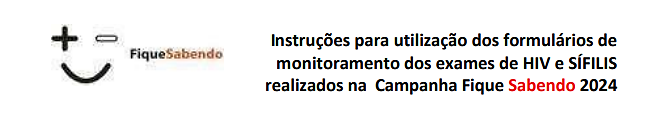 FiqueSabendo
Instruções para utilização dos formulários de
monitoramento dos exames de HIV e SÍFILIS
realizados na Campanha Fique Sabendo 2024